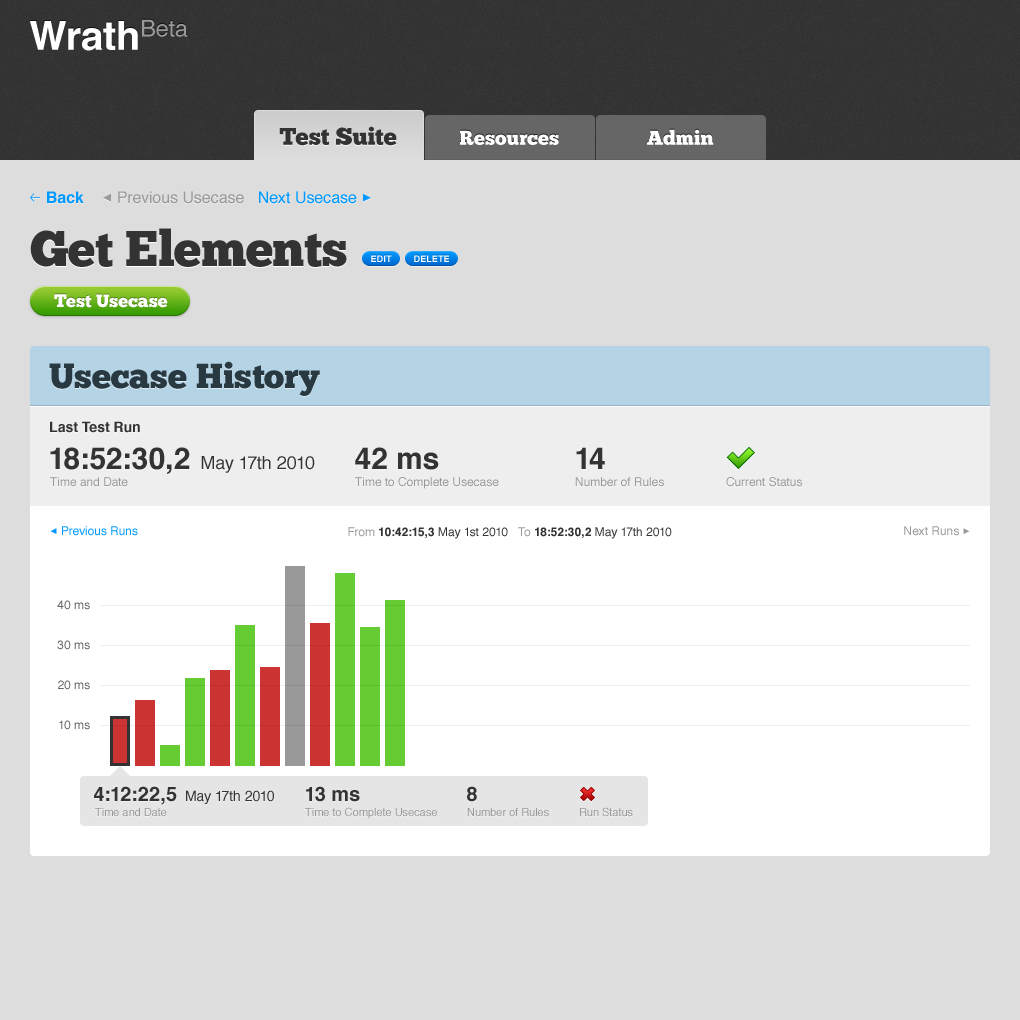 WrathBeta
Test Suite Resources Admin
← Back ◄ Previous Usecase Next Usecase ►
Get Elements EDIT DELETE
Test Usecase
Usecase History
Last Test Run
18:52:30,2 May 17th 2010 42 ms 14
Time and Date Time to Complete Usecase Number of Rules Current Status
◄ Previous Runs From 10:42:15,3 May 1st 2010 To 18:52:30,2 May 17th 2010 Next Runs ►
40 ms
30 ms
20 ms
10 ms
4:12:22,5 May 17th 2010 13 ms 8
Time and Date Time to Complete Usecase Number of Rules Run Status